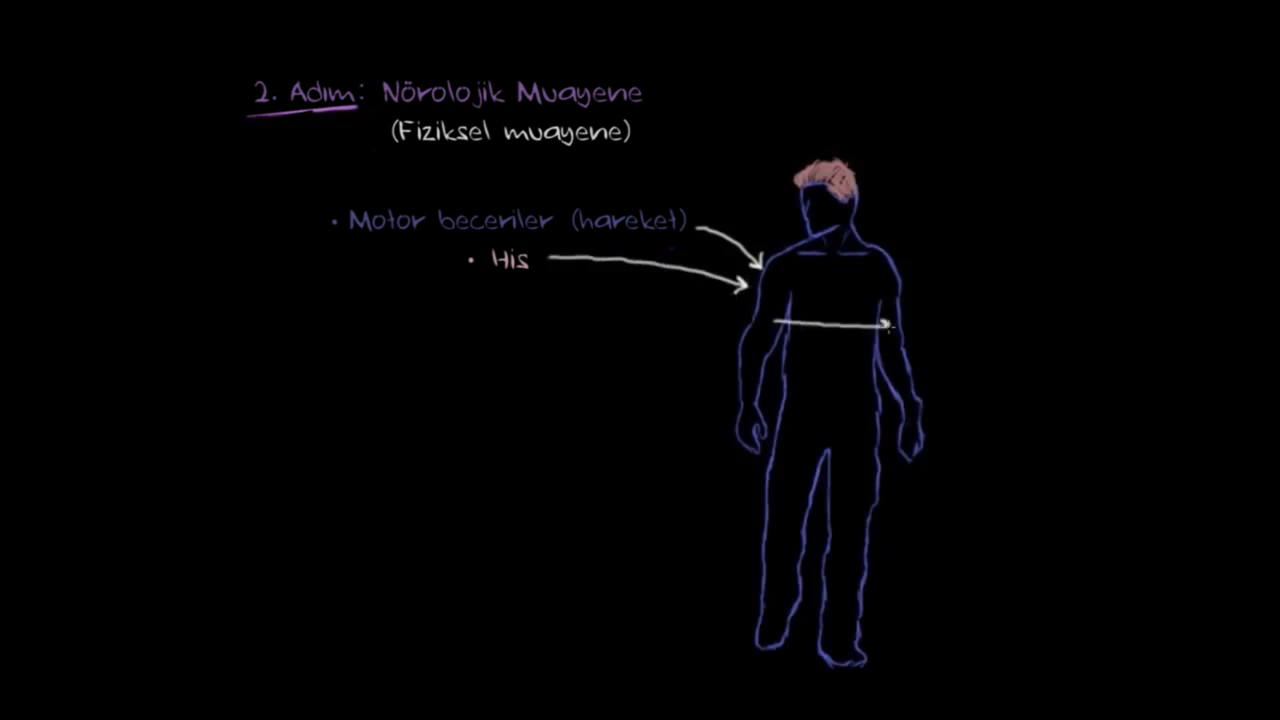 2. Adım: Nörolojik Muayene
(Fiziksel muayene)
• Motor beceriler (hareket)
• His